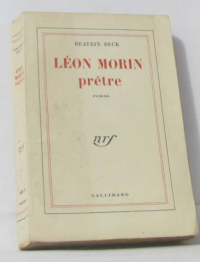 BEATRIX BECK
LÉON MORIN
prêtre
roman
nrf
GALLIMARD